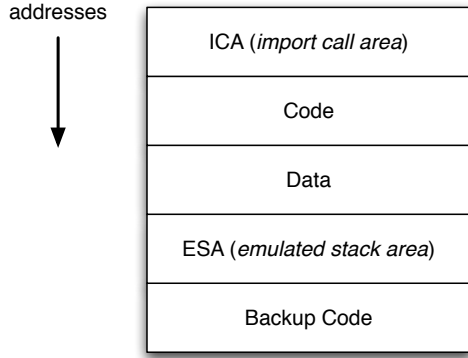 addresses
ICA (import call area)
Code
Data
ESA (emulated stack area)
Backup Code